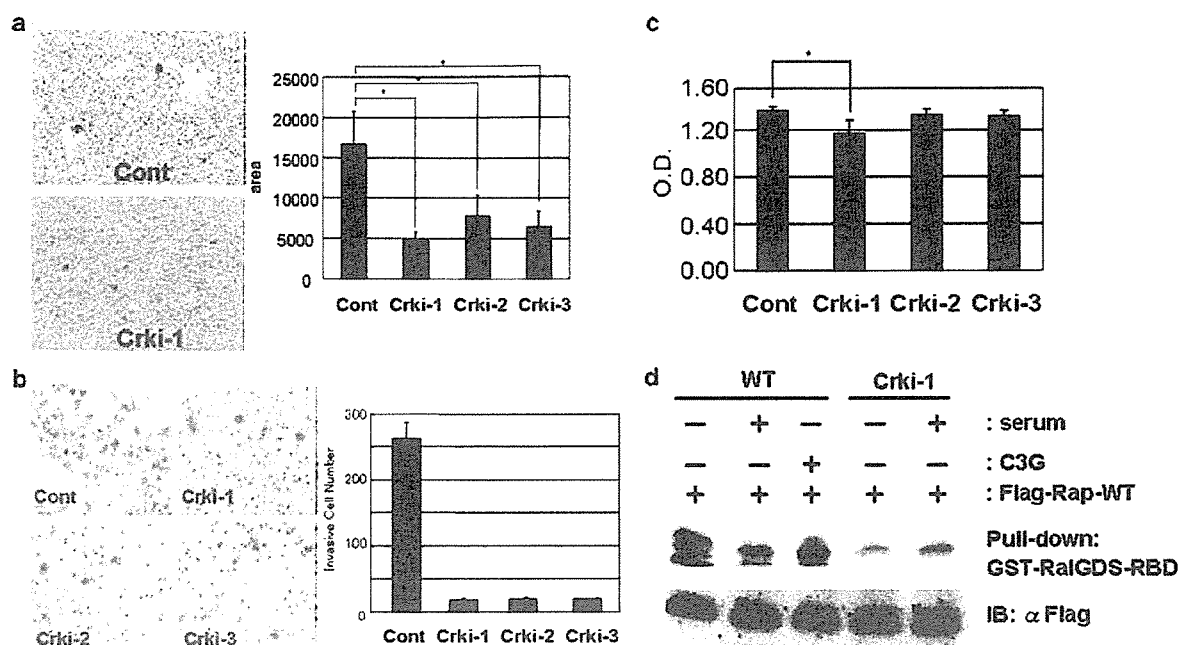 a
Cont
Crki-1
area
25000
20000
15000
10000
5000
0
* * *
Cont Crki-1 Crki-2 Crki-3
b
Cont Crki-1
Crki-2 Crki-3
Invasive Cell Number
300
200
100
0
Cont Crki-1 Crki-2 Crki-3
c
*
O.D.
1.60
1.20
1.80
0.40
0.00
Cont Crki-1 Crki-2 Crki-3
d
WT Crki-1
− + − − + : serum
− − + − − : C3G
+ + + + + : Flag-Rap-WT
Pull-down:
GST-RalGDS-RBD
IB: α Flag